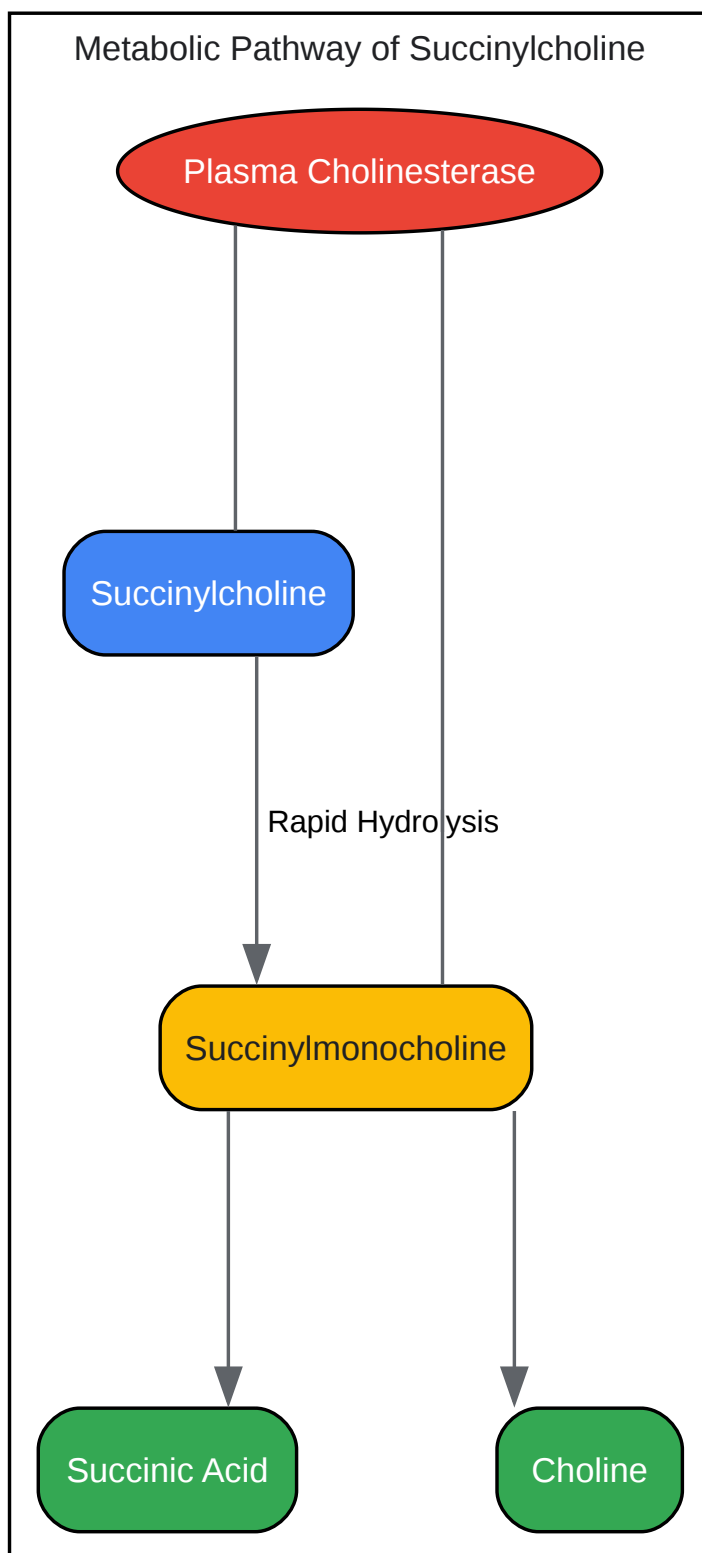 Metabolic Pathway of Succinylcholine
Plasma Cholinesterase
Succinylcholine
Rapid Hydrolysis
Succinylmonocholine
Succinic Acid
Choline